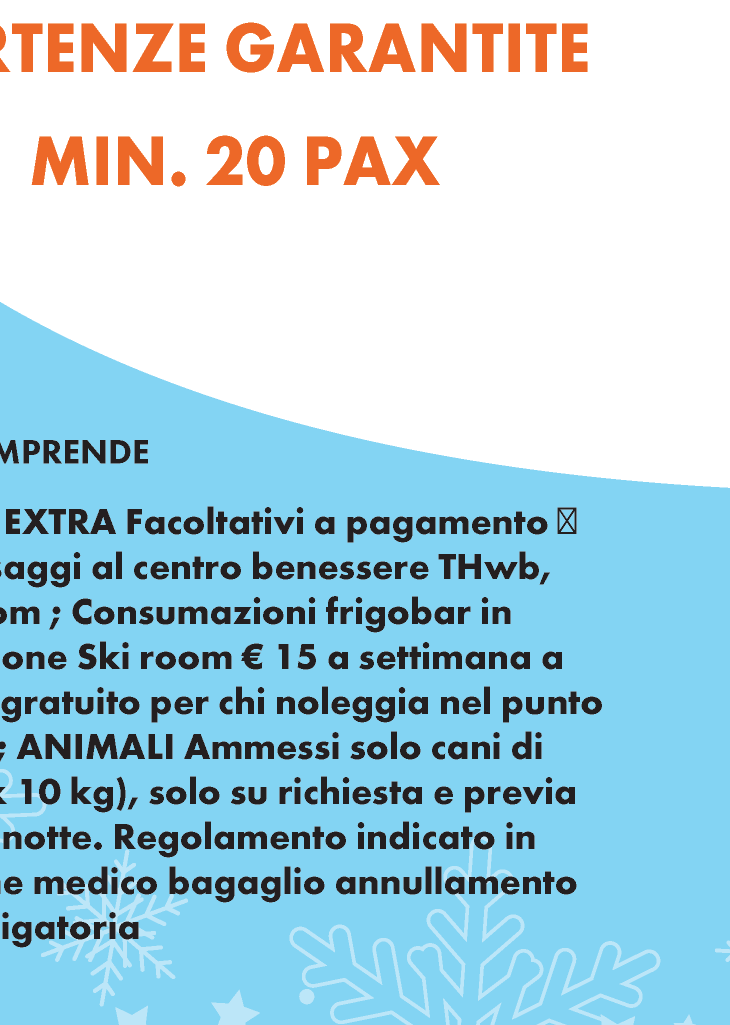 RTENZE GARANTITE
MIN. 20 PAX
MPRENDE
EXTRA Facoltativi a pagamento
saggi al centro benessere THwb,
om ; Consumazioni frigobar in
one Ski room € 15 a settimana a
gratuito per chi noleggia nel punto
; ANIMALI Ammessi solo cani di
x 10 kg), solo su richiesta e previa
notte. Regolamento indicato in
ne medico bagaglio annullamento
igatoria